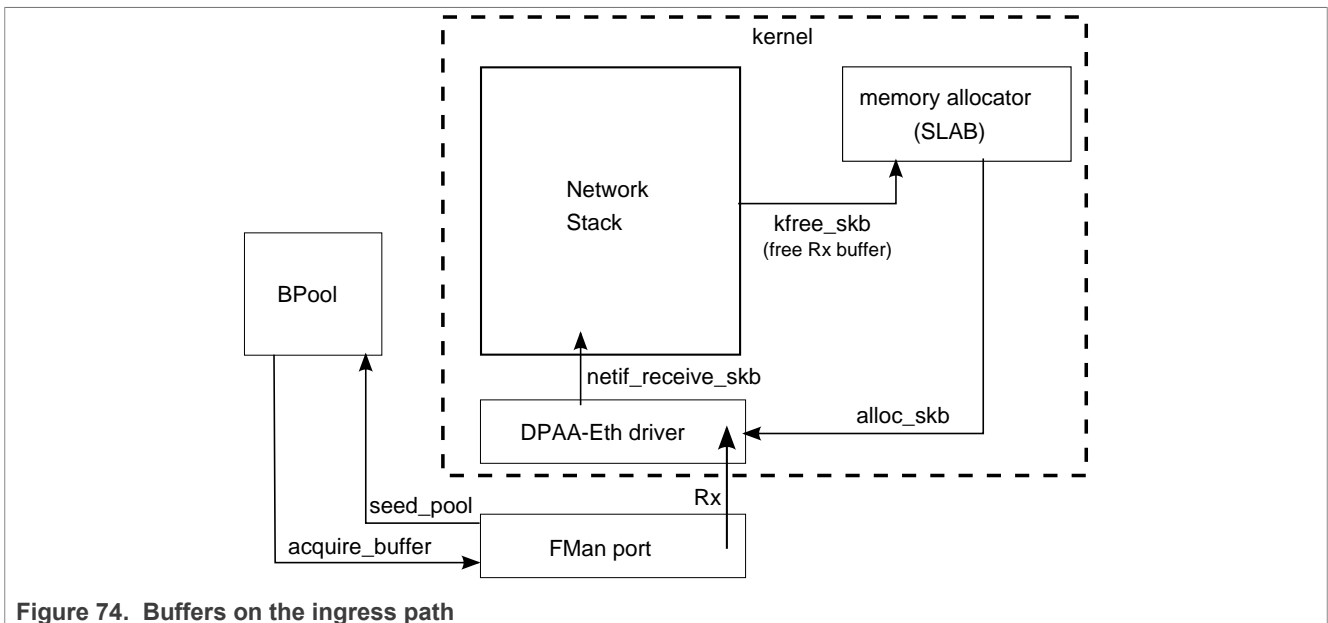 kernel
memory allocator
(SLAB)
Network
Stack
kfree_skb
(free Rx buffer)
BPool
netif_receive_skb
alloc_skb
DPAA-Eth driver
Rx
seed_pool
acquire_buffer
FMan port
Figure 74. Buffers on the ingress path